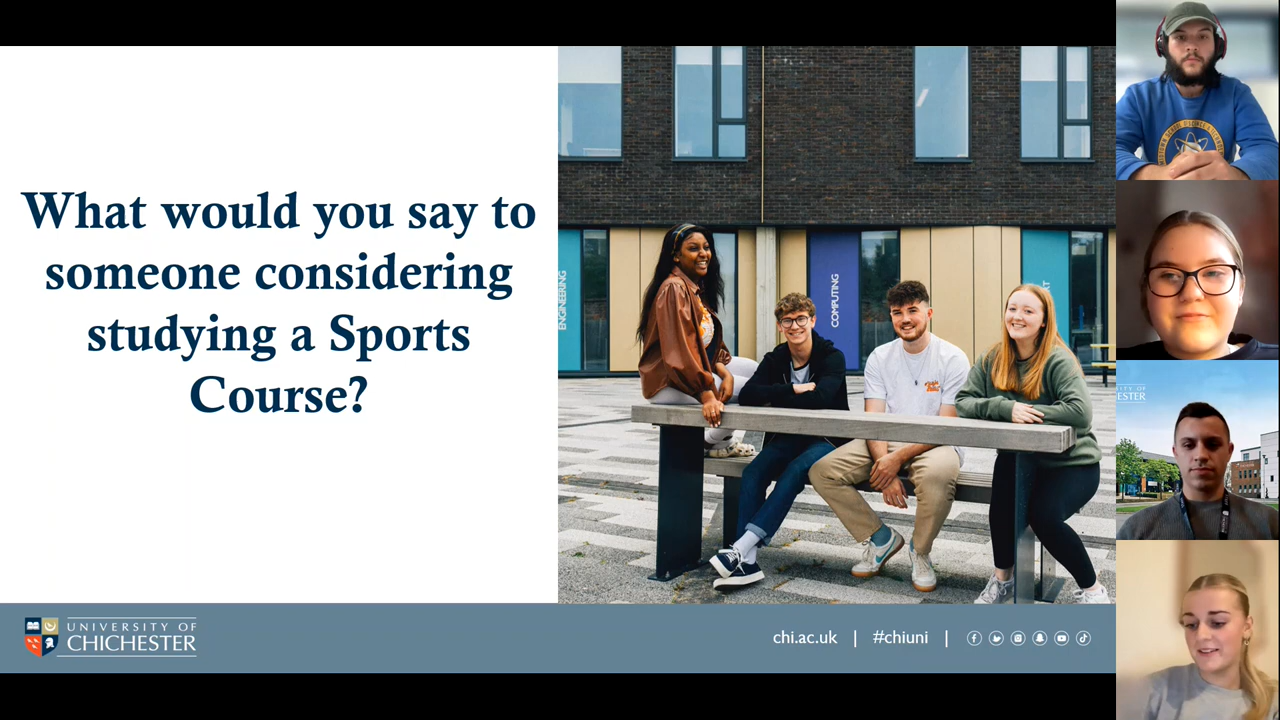 What would you say to
someone considering
studying a Sports
Course?
ENGINEERING
COMPUTING
UNIVERSITY OF
CHICHESTER
chi.ac.uk | #chiuni |